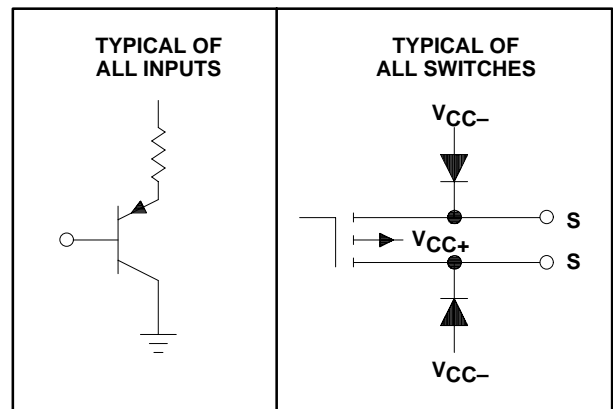 TYPICAL OF
ALL INPUTS
TYPICAL OF
ALL SWITCHES
VCC–
S
VCC+
S
VCC–